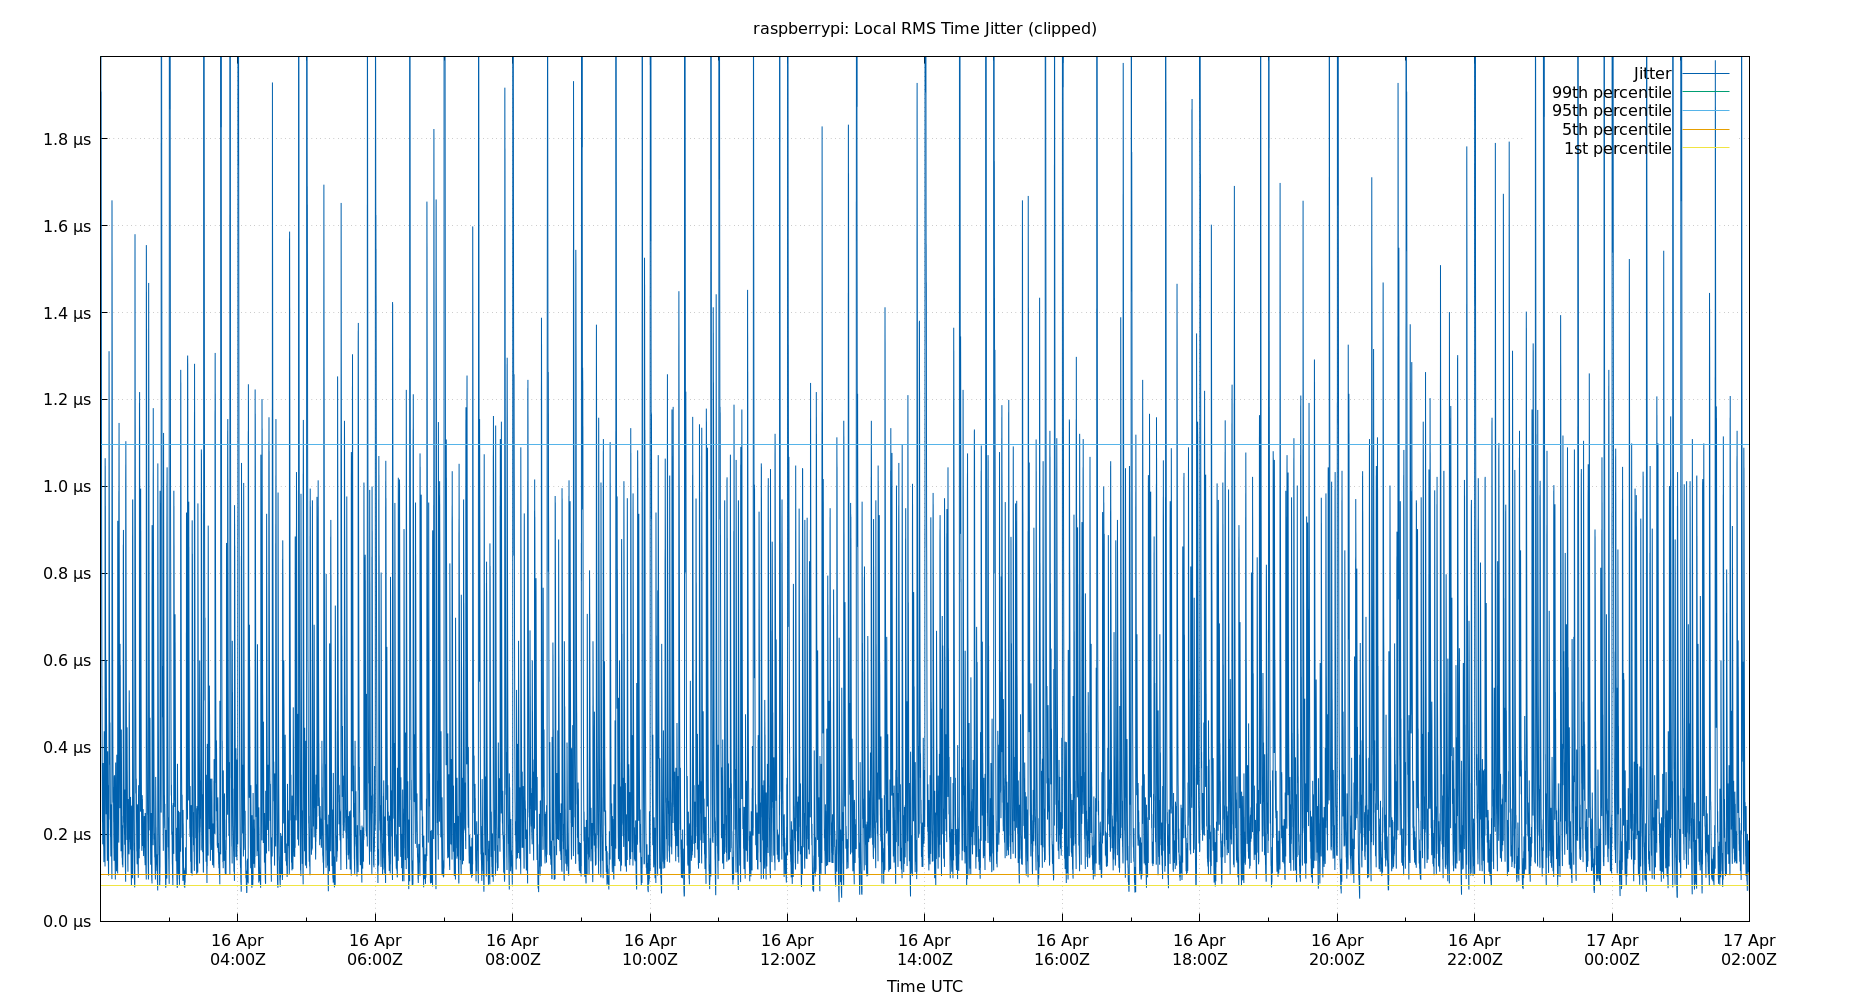 raspberrypi: Local RMS Time Jitter (clipped)
Jitter
99th percentile
95th percentile
5th percentile
1st percentile
1.8 µs
1.6 µs
1.4 µs
1.2 µs
1.0 µs
0.8 µs
0.6 µs
0.4 µs
0.2 µs
0.0 µs
16 Apr 16 Apr 16 Apr 16 Apr 16 Apr 16 Apr 16 Apr 16 Apr 16 Apr 16 Apr 17 Apr 17 Apr
04:00Z 06:00Z 08:00Z 10:00Z 12:00Z 14:00Z 16:00Z 18:00Z 20:00Z 22:00Z 00:00Z 02:00Z
Time UTC